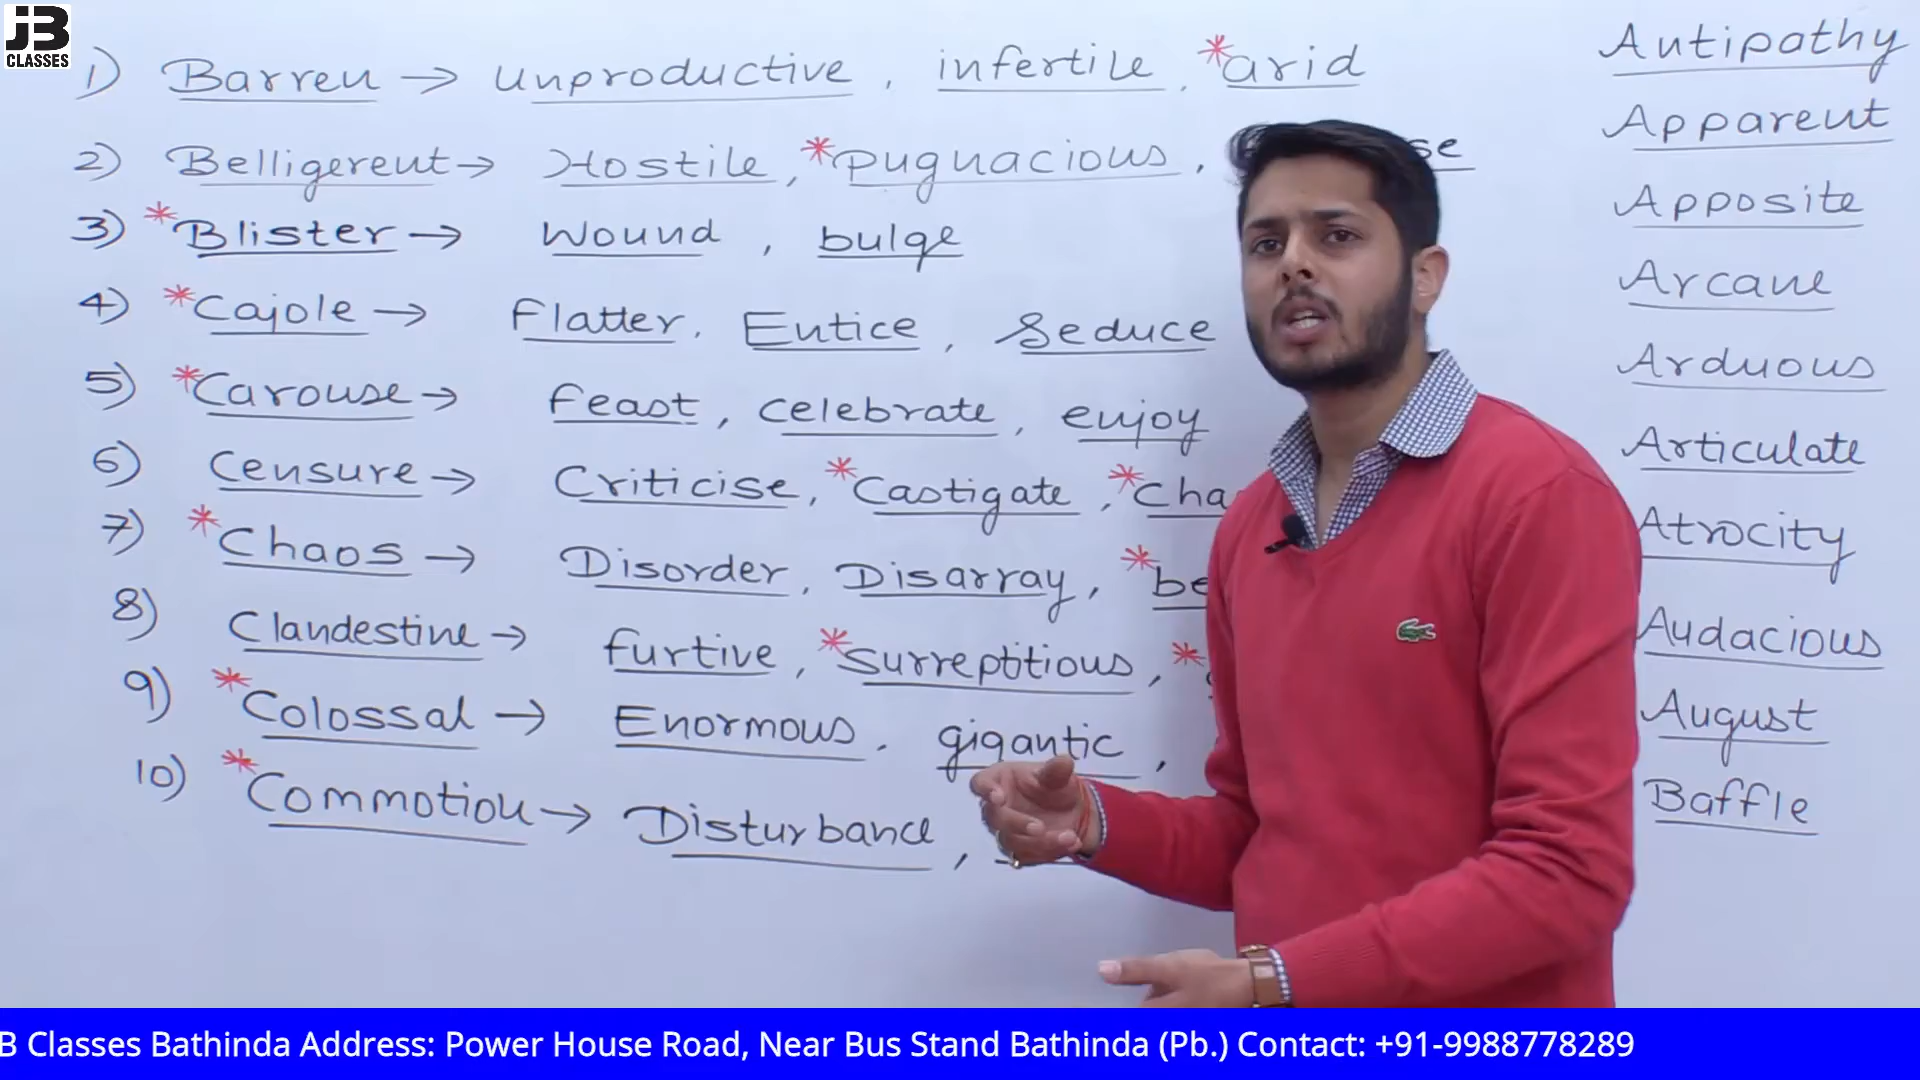 JB
CLASSES
1) Barren → unproductive, infertile, *arid
2) Belligerent → Hostile, *pugnacious,
3) *Blister → Wound, bulge
4) *Cajole → Flatter, Entice, Seduce
5) *Carouse → feast, celebrate, enjoy
6) Censure → Criticise, *Castigate, *Cha
7) *Chaos → Disorder, Disarray, *be
8) Clandestine → furtive, *Surreptitious, *
9) *Colossal → Enormous, gigantic,
10) *Commotion → Disturbance,
Antipathy
Apparent
Apposite
Arcane
Arduous
Articulate
Atrocity
Audacious
August
Baffle
B Classes Bathinda Address: Power House Road, Near Bus Stand Bathinda (Pb.) Contact: +91-9988778289